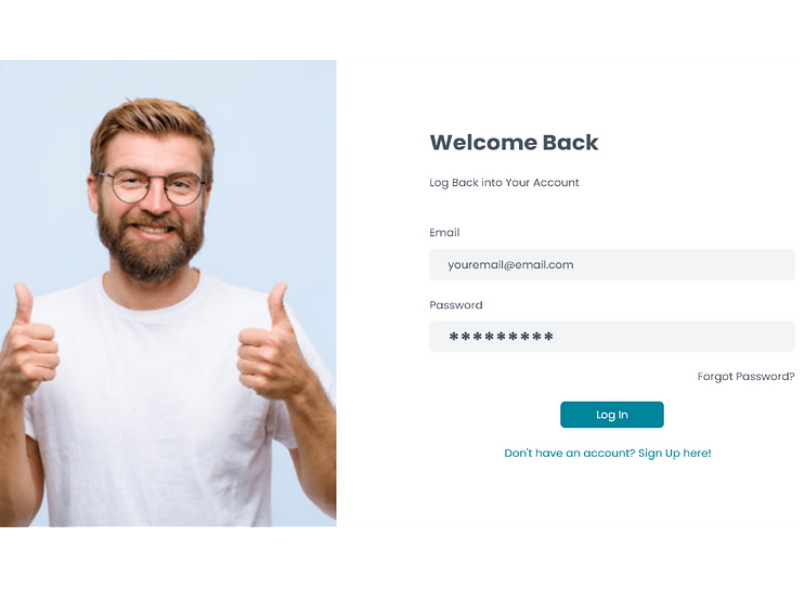 Welcome Back
Log Back into Your Account
Email
youremail@email.com
Password
*********
Forgot Password?
Log In
Don't have an account? Sign Up here!